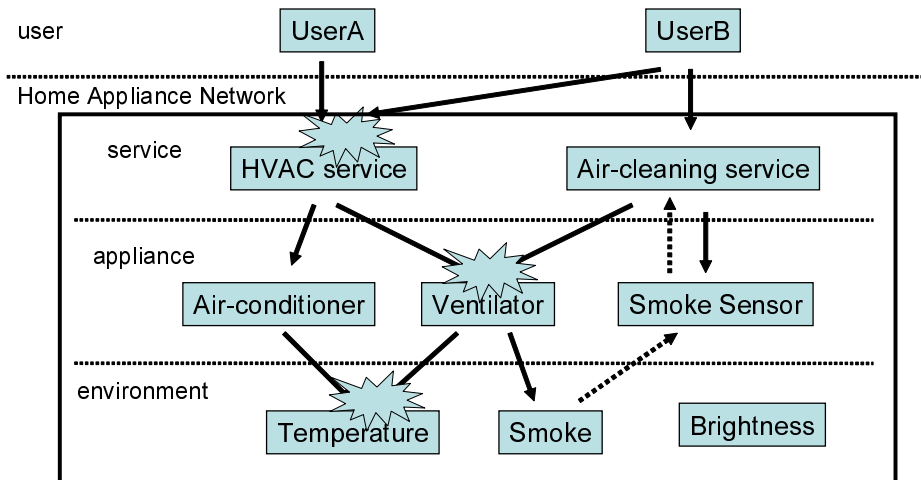 user
UserA
UserB
Home Appliance Network
service
HVAC service
Air-cleaning service
appliance
Air-conditioner
Ventilator
Smoke Sensor
environment
Temperature
Smoke
Brightness